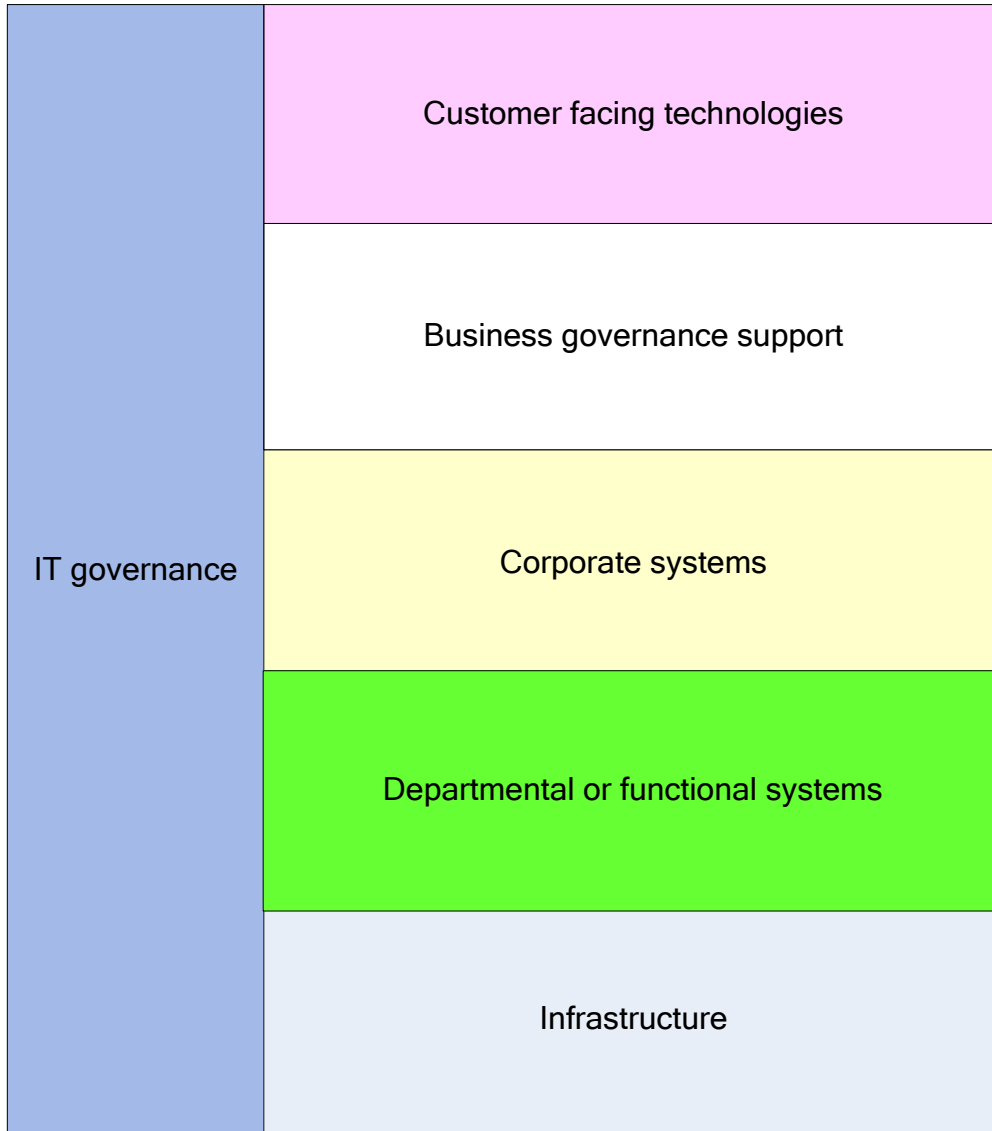 Customer facing technologies
Business governance support
IT governance
Corporate systems
Departmental or functional systems
Infrastructure